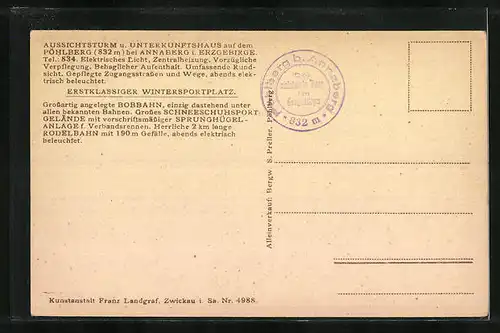 AUSSICHTSTURM u. UNTERKUNFTSHAUS auf dem
PÖHLBERG (832 m) bei ANNABERG i. ERZGEBIRGE.
Tel.: 834. Elektrisches Licht, Zentralheizung. Vorzügliche
Verpflegung. Behaglicher Aufenthalt. Umfassende Rund-
sicht. Gepflegte Zugangsstraßen und Wege, abends elek-
trisch beleuchtet.
ERSTKLASSIGER WINTERSPORTPLATZ.
Großartig angelegte BOBBAHN, einzig dastehend unter
allen bekannten Bahnen. Großes SCHNEESCHUHSPORT-
GELÄNDE mit vorschriftsmäßiger SPRUNGHÜGEL-
ANLAGE f. Verbandsrennen. Herrliche 2 km lange
RODELBAHN mit 190 m Gefälle, abends elektrisch
beleuchtet.
Kunstanstalt Franz Landgraf, Zwickau i. Sa. Nr. 4988.
Alleinverkauf: Bergw. S. Preller, Pöhlberg
Pöhlberg b. Annaberg
832 m